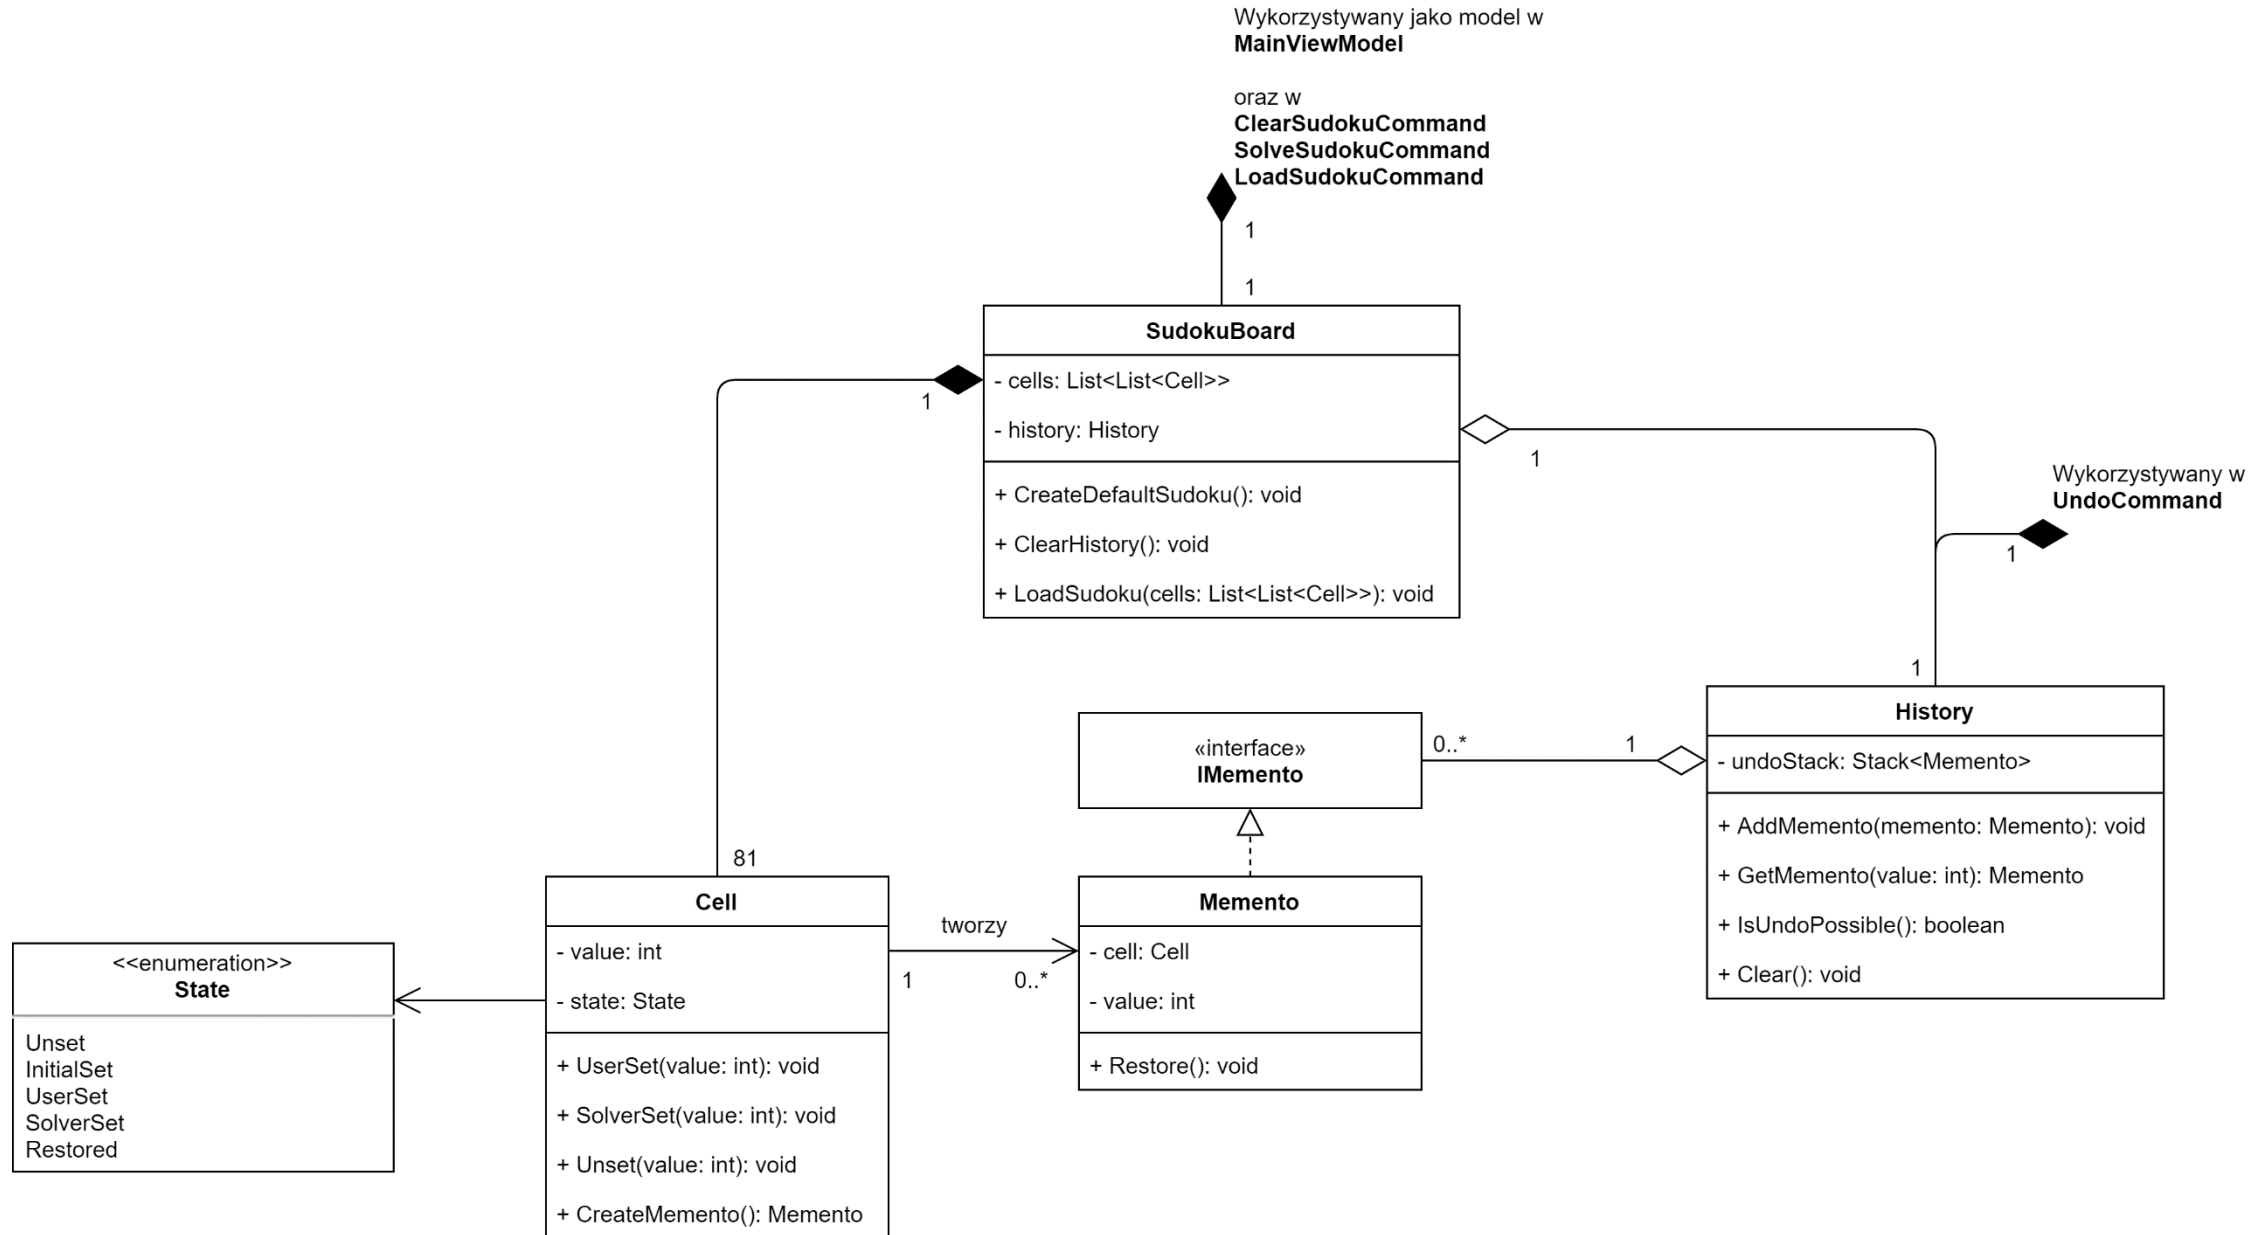 Wykorzystywany jako model w
MainViewModel
oraz w
ClearSudokuCommand
SolveSudokuCommand
LoadSudokuCommand
1
1
SudokuBoard
- cells: List<List<Cell>>
- history: History
+ CreateDefaultSudoku(): void
+ ClearHistory(): void
+ LoadSudoku(cells: List<List<Cell>>): void
1
1
Wykorzystywany w
UndoCommand
1
1
History
- undoStack: Stack<Memento>
+ AddMemento(memento: Memento): void
+ GetMemento(value: int): Memento
+ IsUndoPossible(): boolean
+ Clear(): void
«interface»
IMemento
0..*
1
81
Cell
- value: int
- state: State
+ UserSet(value: int): void
+ SolverSet(value: int): void
+ Unset(value: int): void
+ CreateMemento(): Memento
tworzy
1
0..*
Memento
- cell: Cell
- value: int
+ Restore(): void
<<enumeration>>
State
Unset
InitialSet
UserSet
SolverSet
Restored